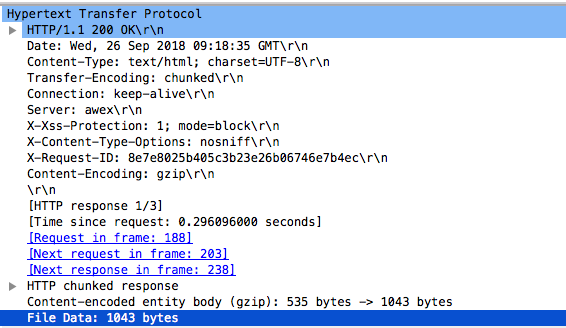 Hypertext Transfer Protocol
HTTP/1.1 200 OK\r\n
Date: Wed, 26 Sep 2018 09:18:35 GMT\r\n
Content-Type: text/html; charset=UTF-8\r\n
Transfer-Encoding: chunked\r\n
Connection: keep-alive\r\n
Server: awex\r\n
X-Xss-Protection: 1; mode=block\r\n
X-Content-Type-Options: nosniff\r\n
X-Request-ID: 8e7e8025b405c3b23e26b06746e7b4ec\r\n
Content-Encoding: gzip\r\n
\r\n
[HTTP response 1/3]
[Time since request: 0.296096000 seconds]
[Request in frame: 188]
[Next request in frame: 203]
[Next response in frame: 238]
HTTP chunked response
Content-encoded entity body (gzip): 535 bytes -> 1043 bytes
File Data: 1043 bytes